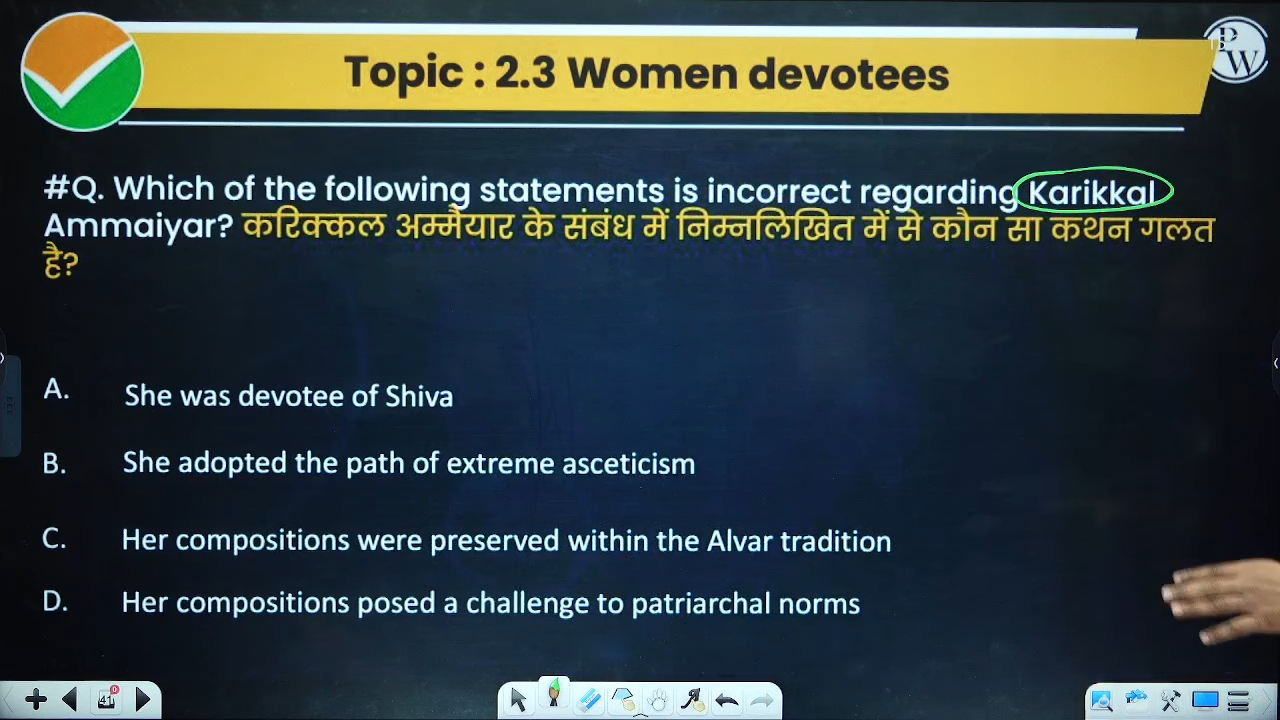 Topic : 2.3 Women devotees
PW
#Q. Which of the following statements is incorrect regarding Karikkal
Ammaiyar? करिक्कल अम्मैयार के संबंध में निम्नलिखित में से कौन सा कथन गलत
है?
A. She was devotee of Shiva
B. She adopted the path of extreme asceticism
C. Her compositions were preserved within the Alvar tradition
D. Her compositions posed a challenge to patriarchal norms
41